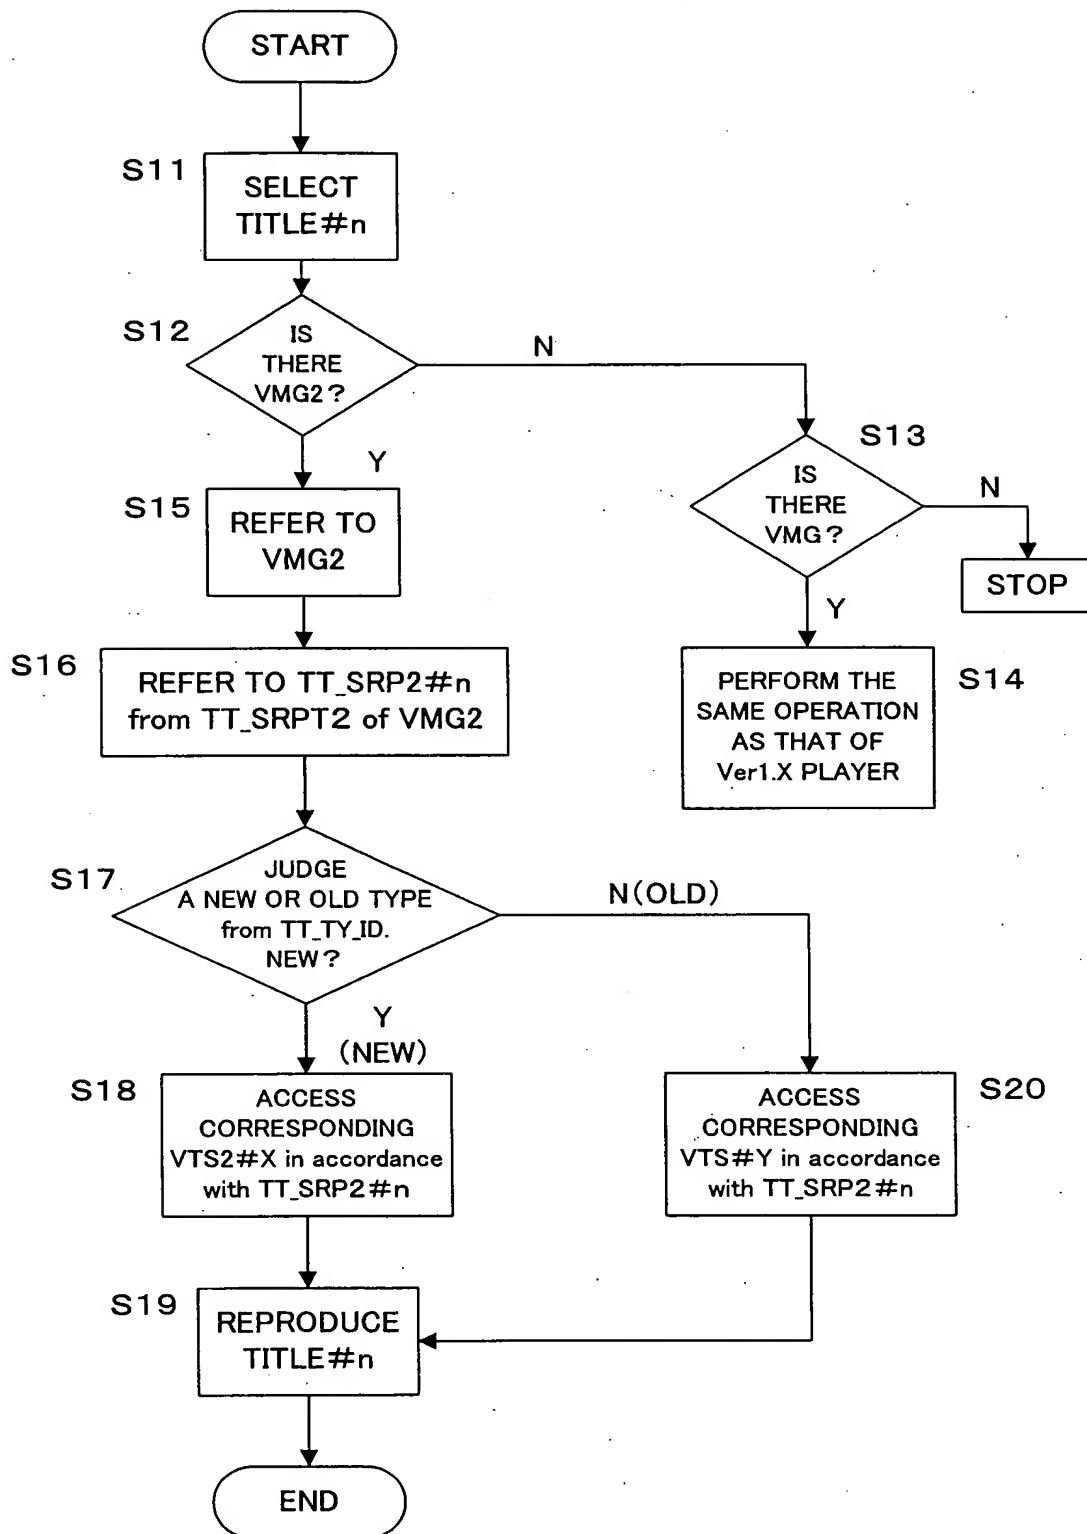 START
S11
SELECT
TITLE#n
S12
IS
THERE
VMG2?
N
Y
S13
IS
THERE
VMG?
N
STOP
Y
S15
REFER TO
VMG2
S14
PERFORM THE
SAME OPERATION
AS THAT OF
Ver1.X PLAYER
S16
REFER TO TT_SRP2#n
from TT_SRPT2 of VMG2
S17
JUDGE
A NEW OR OLD TYPE
from TT_TY_ID.
NEW?
N(OLD)
Y
(NEW)
S18
ACCESS
CORRESPONDING
VTS2#X in accordance
with TT_SRP2#n
S20
ACCESS
CORRESPONDING
VTS#Y in accordance
with TT_SRP2#n
S19
REPRODUCE
TITLE#n
END